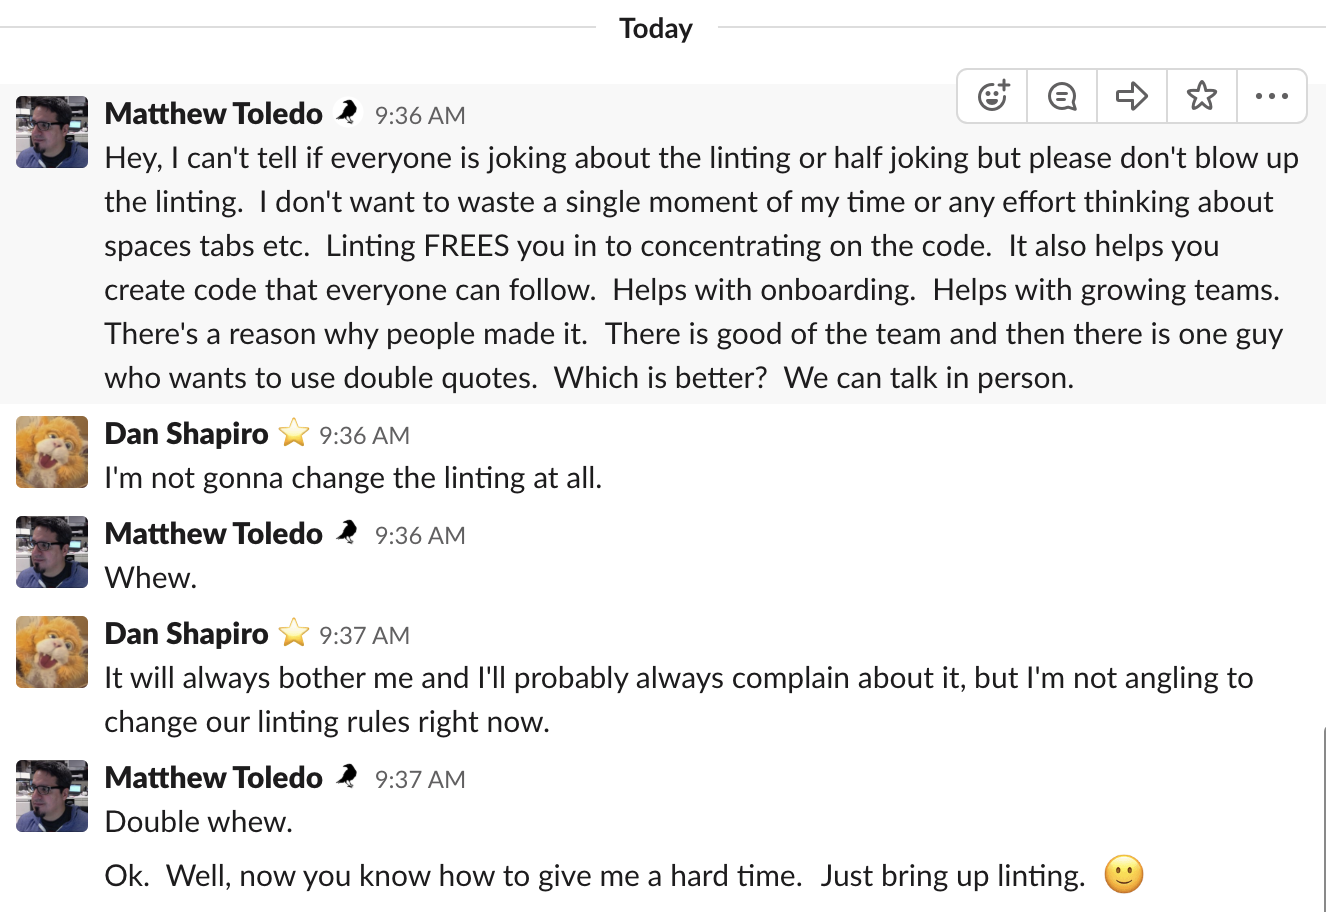 Today
Matthew Toledo 9:36 AM
Hey, I can't tell if everyone is joking about the linting or half joking but please don't blow up
the linting.  I don't want to waste a single moment of my time or any effort thinking about
spaces tabs etc.  Linting FREES you in to concentrating on the code.  It also helps you
create code that everyone can follow.  Helps with onboarding.  Helps with growing teams.
There's a reason why people made it.  There is good of the team and then there is one guy
who wants to use double quotes.  Which is better?  We can talk in person.
Dan Shapiro 9:36 AM
I'm not gonna change the linting at all.
Matthew Toledo 9:36 AM
Whew.
Dan Shapiro 9:37 AM
It will always bother me and I'll probably always complain about it, but I'm not angling to
change our linting rules right now.
Matthew Toledo 9:37 AM
Double whew.
Ok.  Well, now you know how to give me a hard time.  Just bring up linting. 🙂